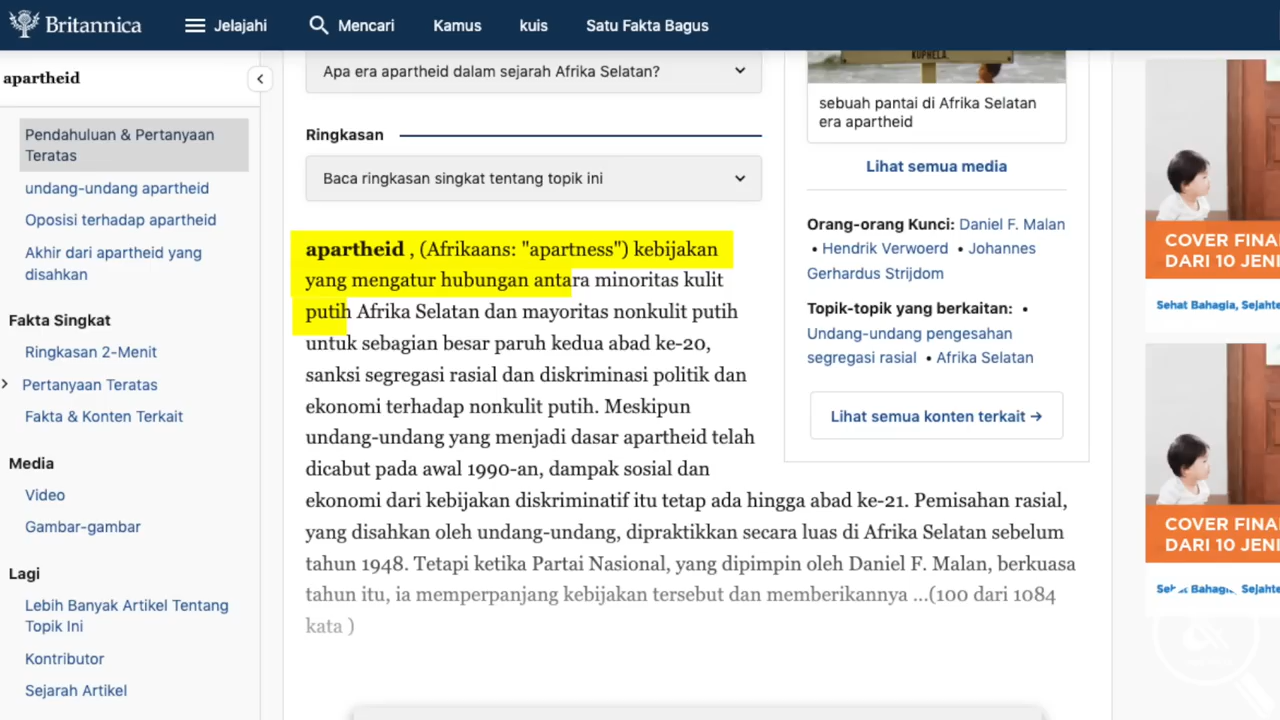 Britannica
Jelajahi
Mencari
Kamus
kuis
Satu Fakta Bagus
apartheid
Pendahuluan & Pertanyaan
Teratas
undang-undang apartheid
Oposisi terhadap apartheid
Akhir dari apartheid yang
disahkan
Fakta Singkat
Ringkasan 2-Menit
Pertanyaan Teratas
Fakta & Konten Terkait
Media
Video
Gambar-gambar
Lagi
Lebih Banyak Artikel Tentang
Topik Ini
Kontributor
Sejarah Artikel
Apa era apartheid dalam sejarah Afrika Selatan?
Ringkasan
Baca ringkasan singkat tentang topik ini
apartheid , (Afrikaans: "apartness") kebijakan
yang mengatur hubungan antara minoritas kulit
putih Afrika Selatan dan mayoritas nonkulit putih
untuk sebagian besar paruh kedua abad ke-20,
sanksi segregasi rasial dan diskriminasi politik dan
ekonomi terhadap nonkulit putih. Meskipun
undang-undang yang menjadi dasar apartheid telah
dicabut pada awal 1990-an, dampak sosial dan
ekonomi dari kebijakan diskriminatif itu tetap ada hingga abad ke-21. Pemisahan rasial,
yang disahkan oleh undang-undang, dipraktikkan secara luas di Afrika Selatan sebelum
tahun 1948. Tetapi ketika Partai Nasional, yang dipimpin oleh Daniel F. Malan, berkuasa
tahun itu, ia memperpanjang kebijakan tersebut dan memberikannya ...(100 dari 1084
kata )
sebuah pantai di Afrika Selatan
era apartheid
Lihat semua media
Orang-orang Kunci: Daniel F. Malan
• Hendrik Verwoerd • Johannes
Gerhardus Strijdom
Topik-topik yang berkaitan: •
Undang-undang pengesahan
segregasi rasial • Afrika Selatan
Lihat semua konten terkait →
COVER FINA
DARI 10 JENI
Sehat Bahagia, Sejahte
COVER FINA
DARI 10 JENI
Sejahte